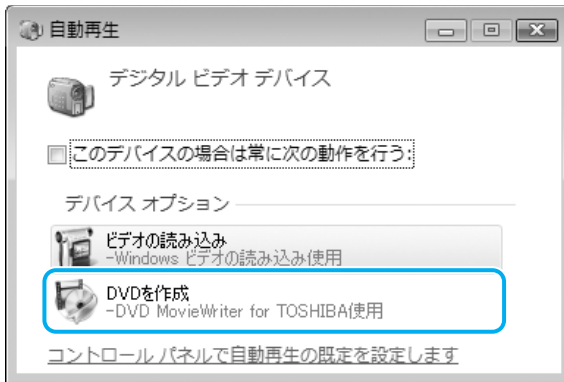 自動再生
デジタル ビデオ デバイス
このデバイスの場合は常に次の動作を行う:
デバイス オプション
ビデオの読み込み
-Windows ビデオの読み込み使用
DVDを作成
-DVD MovieWriter for TOSHIBA使用
コントロール パネルで自動再生の既定を設定します